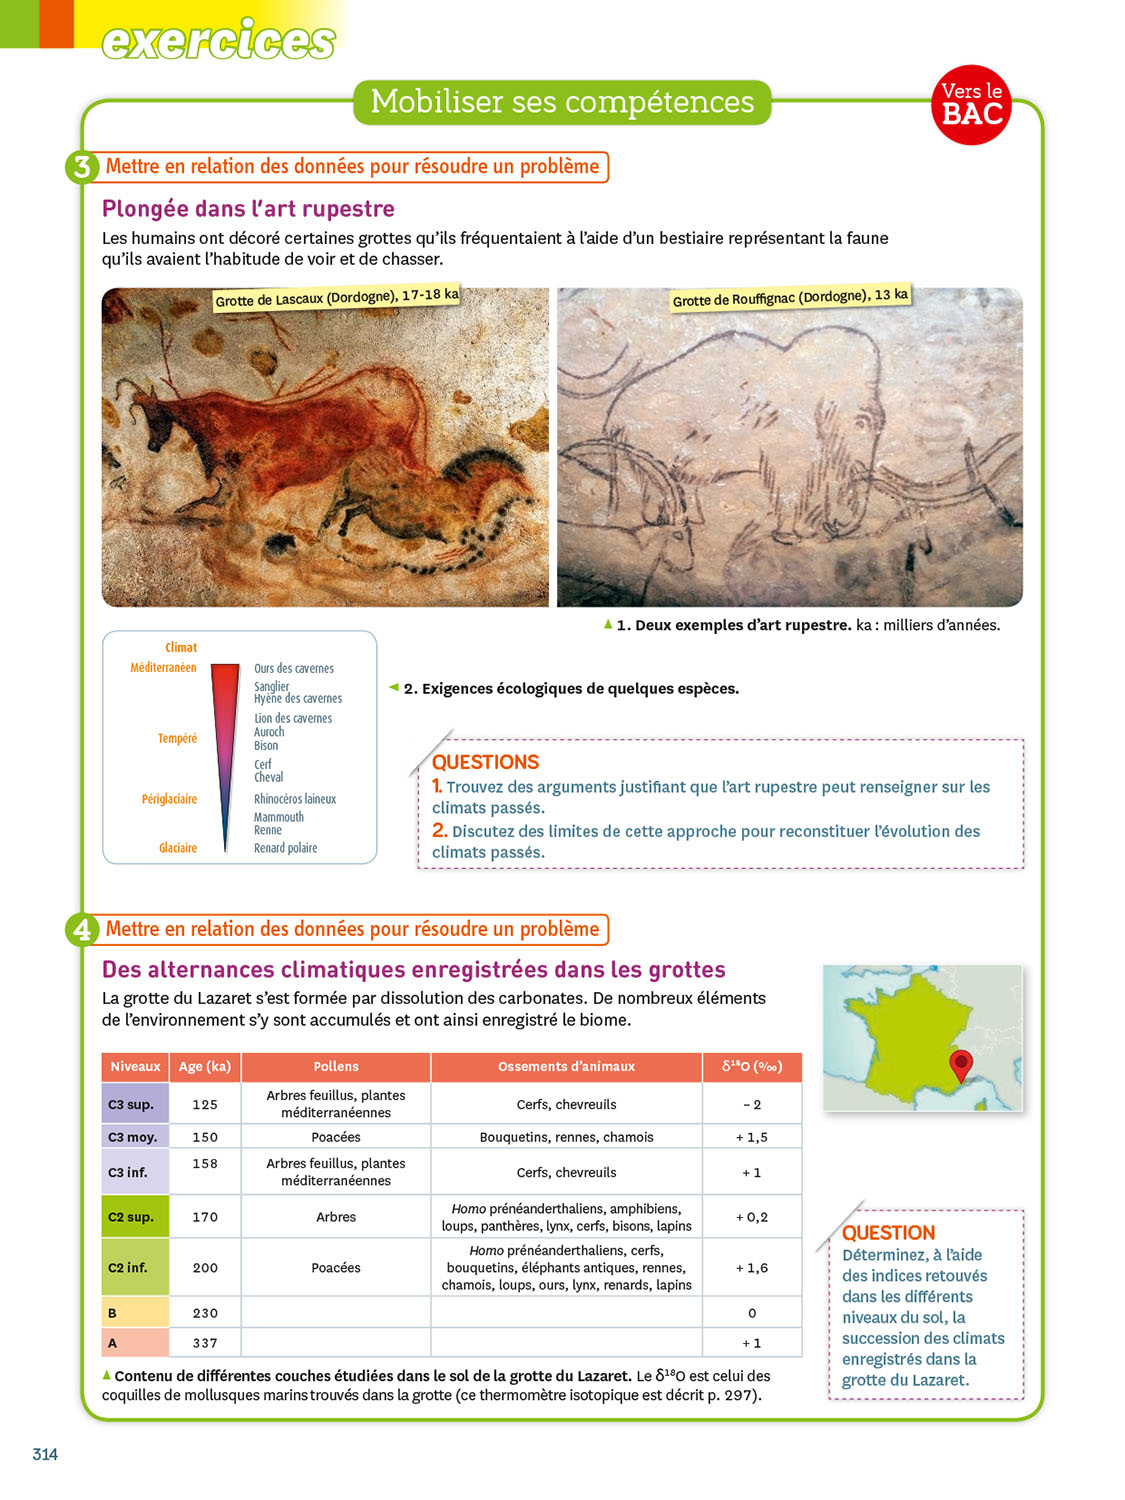 exercices
Mobiliser ses compétences
Vers le
BAC
3 Mettre en relation des données pour résoudre un problème
Plongée dans l'art rupestre
Les humains ont décoré certaines grottes qu'ils fréquentaient à l'aide d'un bestiaire représentant la faune
qu'ils avaient l'habitude de voir et de chasser.
Grotte de Lascaux (Dordogne), 17-18 ka
Grotte de Rouffignac (Dordogne), 13 ka
▲ 1. Deux exemples d'art rupestre. ka : milliers d'années.
Climat
Méditerranéen
Tempéré
Périglaciaire
Glaciaire
Ours des cavernes
Sanglier
Hyène des cavernes
Lion des cavernes
Auroch
Bison
Cerf
Cheval
Rhinocéros laineux
Mammouth
Renne
Renard polaire
◄ 2. Exigences écologiques de quelques espèces.
QUESTIONS
1. Trouvez des arguments justifiant que l'art rupestre peut renseigner sur les
climats passés.
2. Discutez des limites de cette approche pour reconstituer l'évolution des
climats passés.
4 Mettre en relation des données pour résoudre un problème
Des alternances climatiques enregistrées dans les grottes
La grotte du Lazaret s'est formée par dissolution des carbonates. De nombreux éléments
de l'environnement s'y sont accumulés et ont ainsi enregistré le biome.
Niveaux Age (ka) Pollens Ossements d'animaux δ¹⁸O (‰)
C3 sup. 125 Arbres feuillus, plantes méditerranéennes Cerfs, chevreuils – 2
C3 moy. 150 Poacées Bouquetins, rennes, chamois + 1,5
C3 inf. 158 Arbres feuillus, plantes méditerranéennes Cerfs, chevreuils + 1
C2 sup. 170 Arbres Homo prénéanderthaliens, amphibiens, loups, panthères, lynx, cerfs, bisons, lapins + 0,2
C2 inf. 200 Poacées Homo prénéanderthaliens, cerfs, bouquetins, éléphants antiques, rennes, chamois, loups, ours, lynx, renards, lapins + 1,6
B 230 0
A 337 + 1
▲ Contenu de différentes couches étudiées dans le sol de la grotte du Lazaret. Le δ¹⁸O est celui des
coquilles de mollusques marins trouvés dans la grotte (ce thermomètre isotopique est décrit p. 297).
QUESTION
Déterminez, à l'aide
des indices retouvés
dans les différents
niveaux du sol, la
succession des climats
enregistrés dans la
grotte du Lazaret.
314